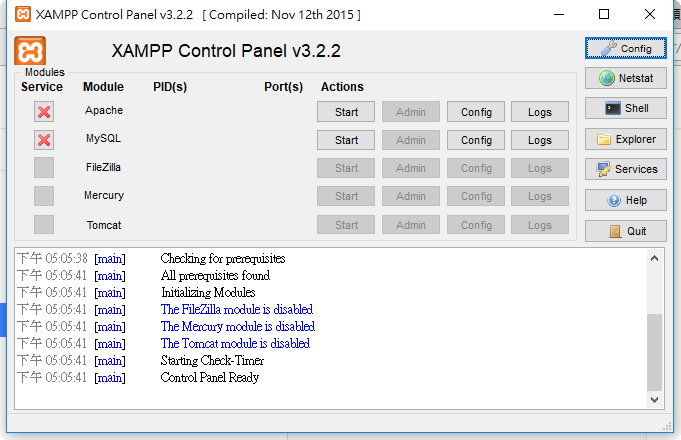 XAMPP Control Panel v3.2.2 [ Compiled: Nov 12th 2015 ]
XAMPP Control Panel v3.2.2
Config
Modules
Service Module PID(s) Port(s) Actions
Netstat
Apache Start Admin Config Logs
Shell
MySQL Start Admin Config Logs
Explorer
FileZilla Start Admin Config Logs
Services
Mercury Start Admin Config Logs
Help
Tomcat Start Admin Config Logs
Quit
下午 05:05:38 [main] Checking for prerequisites
下午 05:05:41 [main] All prerequisites found
下午 05:05:41 [main] Initializing Modules
下午 05:05:41 [main] The FileZilla module is disabled
下午 05:05:41 [main] The Mercury module is disabled
下午 05:05:41 [main] The Tomcat module is disabled
下午 05:05:41 [main] Starting Check-Timer
下午 05:05:41 [main] Control Panel Ready